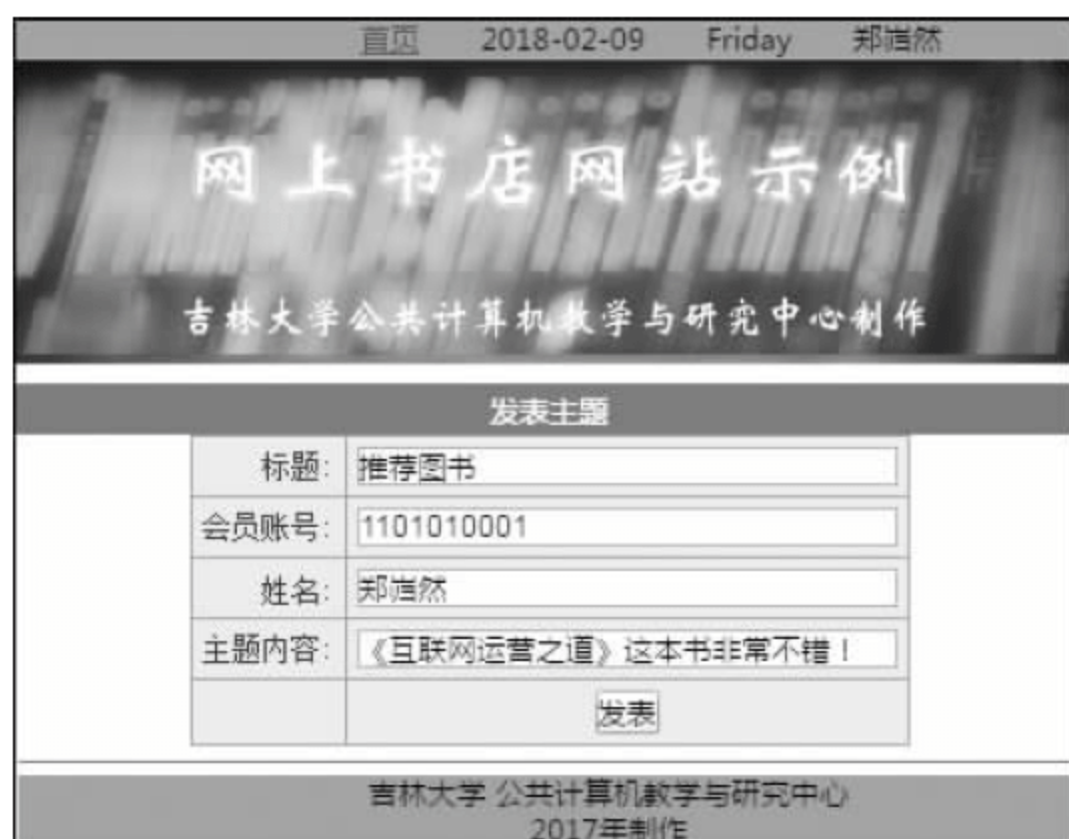 首页 2018-02-09 Friday 郑嵴然
网上书店网站示例
吉林大学公共计算机教学与研究中心制作
发表主题
标题: 推荐图书
会员账号: 1101010001
姓名: 郑嵴然
主题内容: 《互联网运营之道》这本书非常不错！
发表
吉林大学 公共计算机教学与研究中心
2017年制作